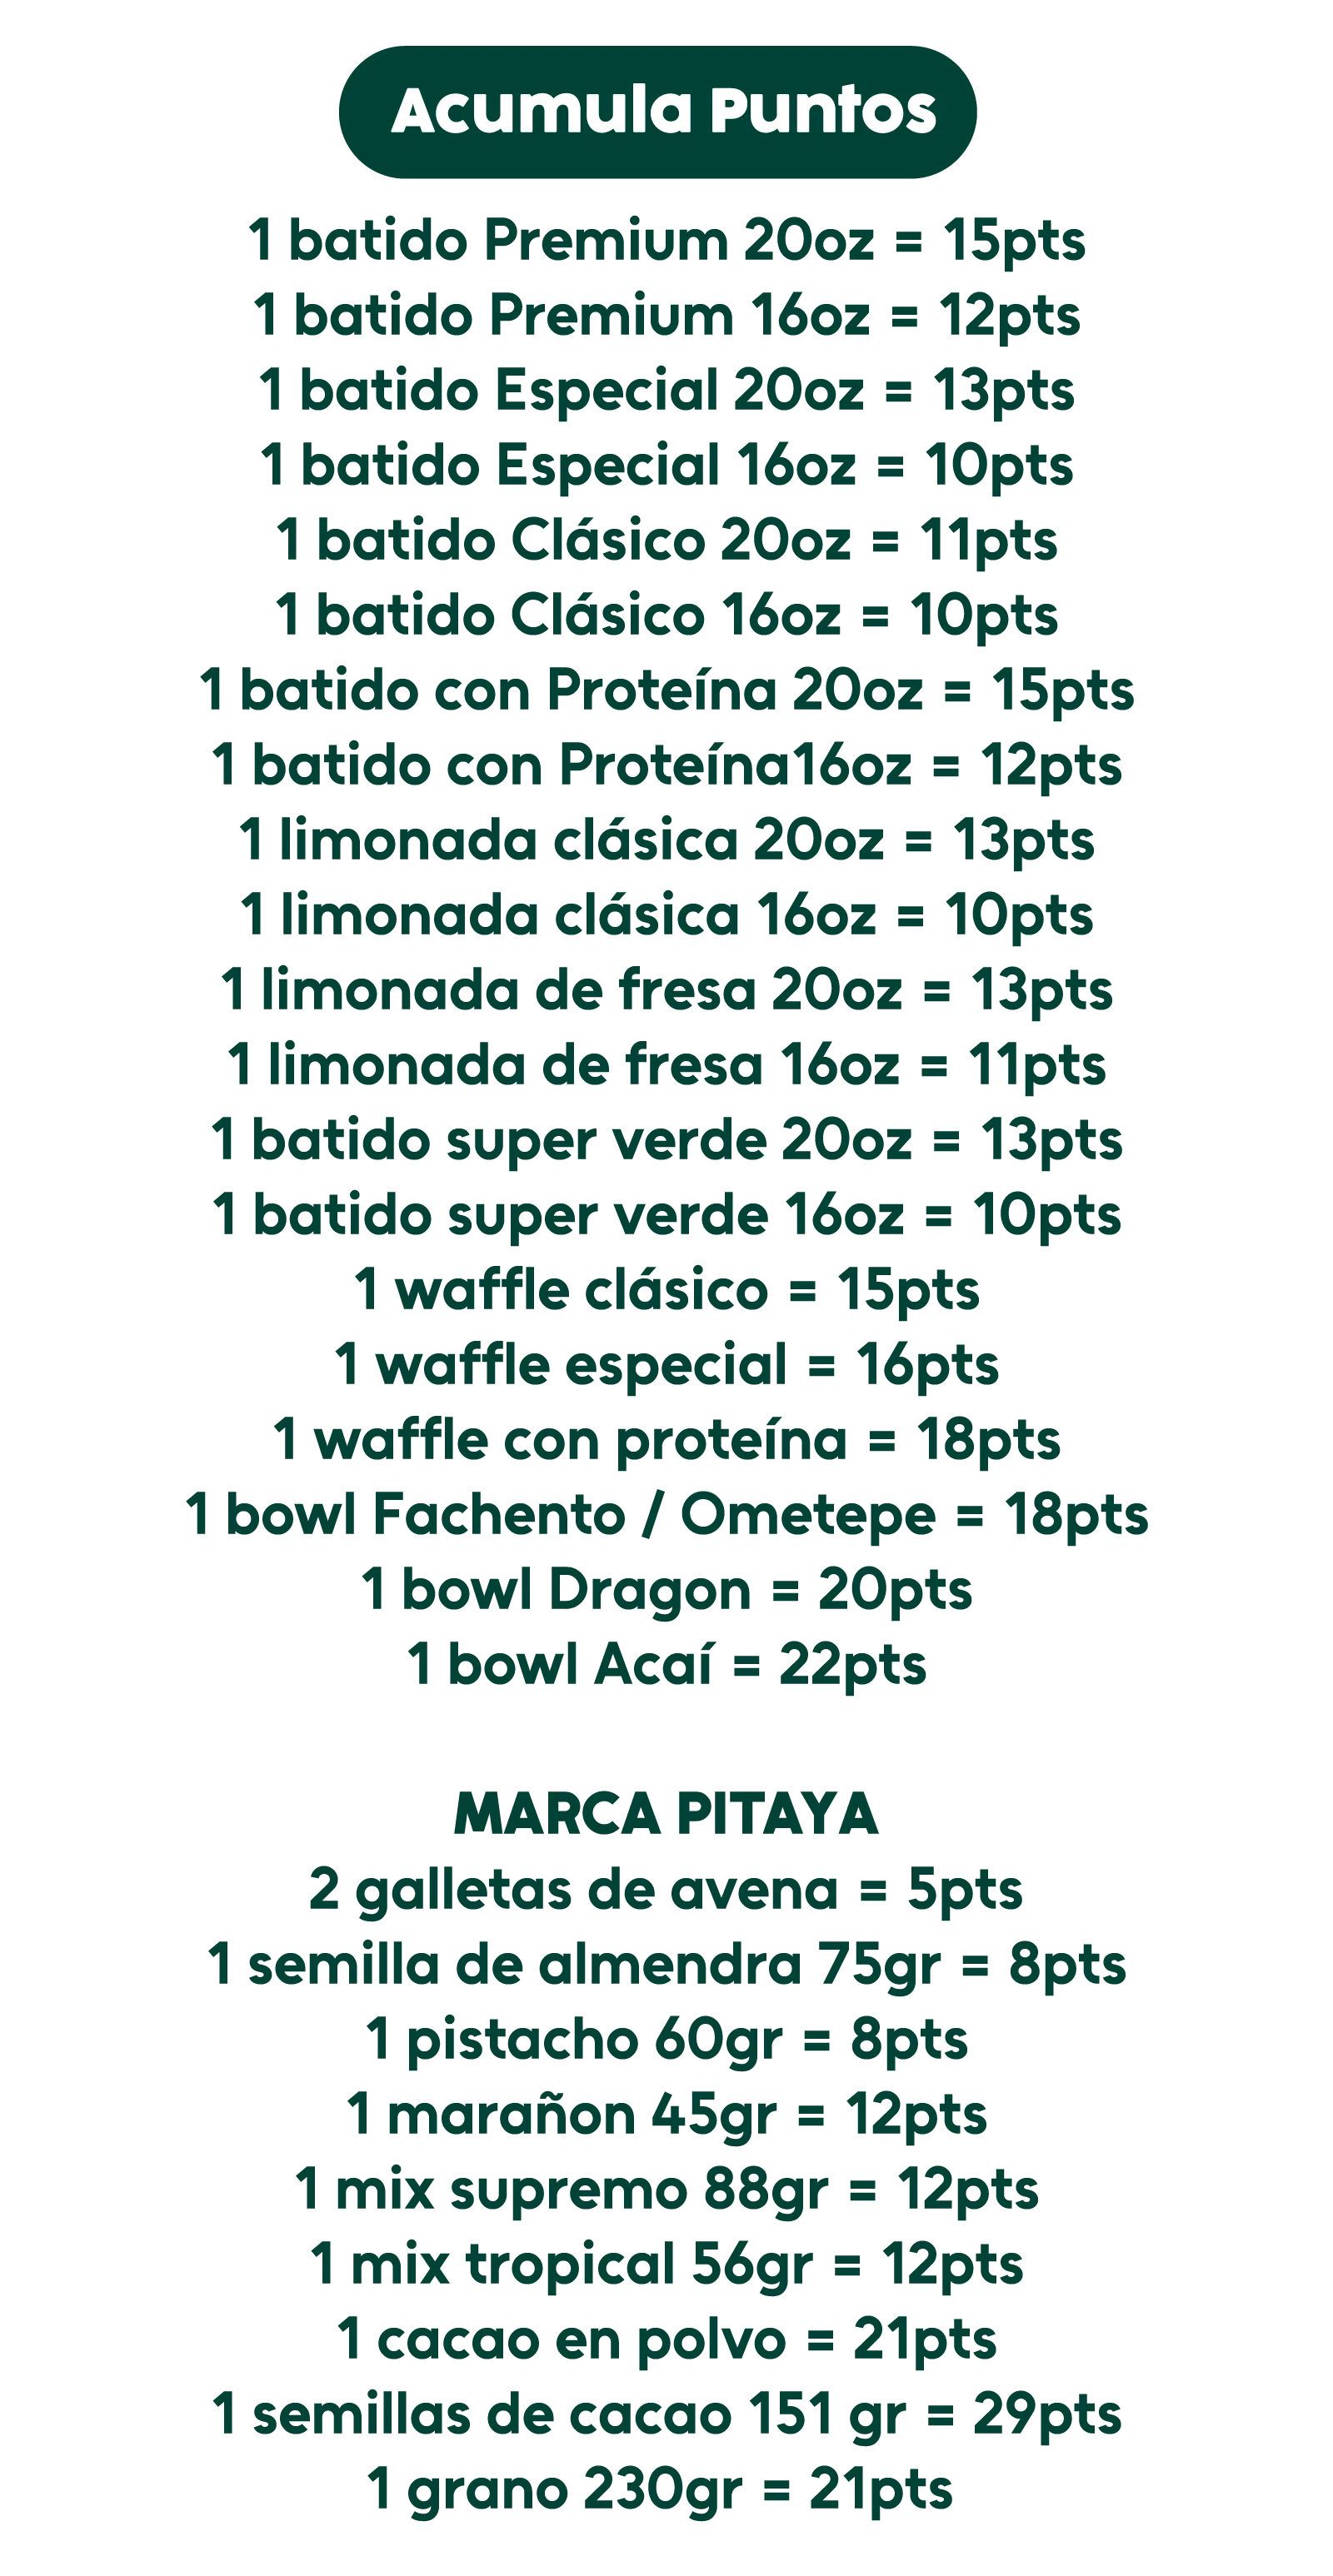 Acumula Puntos
1 batido Premium 20oz = 15pts
1 batido Premium 16oz = 12pts
1 batido Especial 20oz = 13pts
1 batido Especial 16oz = 10pts
1 batido Clásico 20oz = 11pts
1 batido Clásico 16oz = 10pts
1 batido con Proteína 20oz = 15pts
1 batido con Proteína16oz = 12pts
1 limonada clásica 20oz = 13pts
1 limonada clásica 16oz = 10pts
1 limonada de fresa 20oz = 13pts
1 limonada de fresa 16oz = 11pts
1 batido super verde 20oz = 13pts
1 batido super verde 16oz = 10pts
1 waffle clásico = 15pts
1 waffle especial = 16pts
1 waffle con proteína = 18pts
1 bowl Fachento / Ometepe = 18pts
1 bowl Dragon = 20pts
1 bowl Acaí = 22pts
MARCA PITAYA
2 galletas de avena = 5pts
1 semilla de almendra 75gr = 8pts
1 pistacho 60gr = 8pts
1 marañon 45gr = 12pts
1 mix supremo 88gr = 12pts
1 mix tropical 56gr = 12pts
1 cacao en polvo = 21pts
1 semillas de cacao 151 gr = 29pts
1 grano 230gr = 21pts